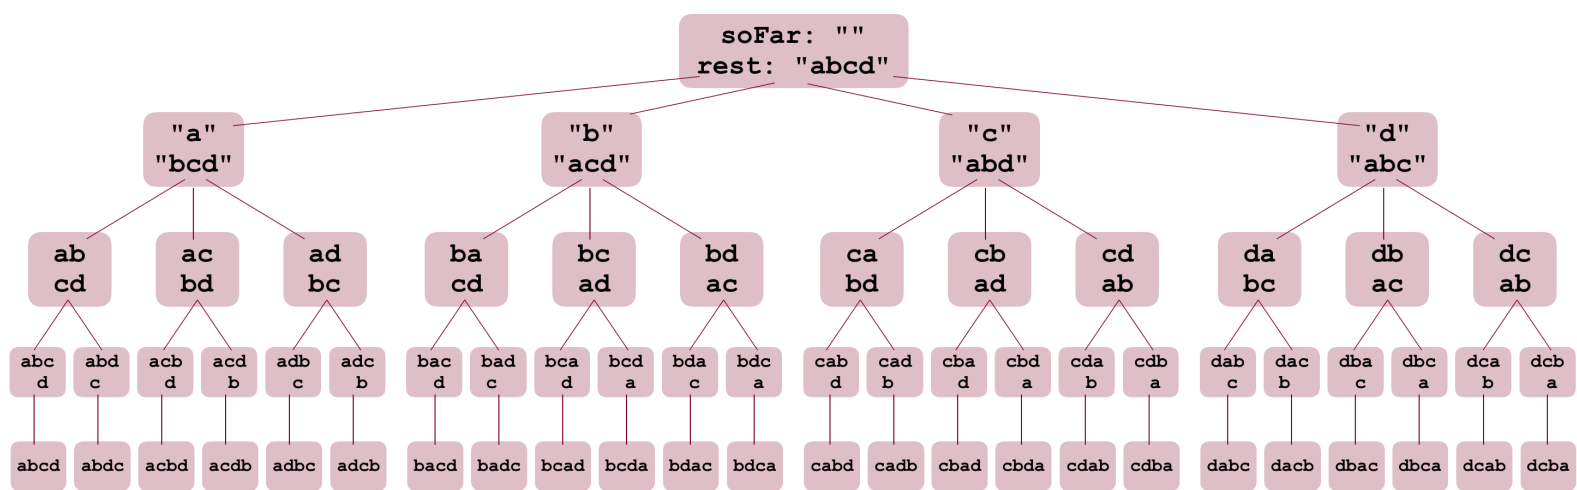 soFar: ""
rest: "abcd"
"a" "b" "c" "d"
"bcd" "acd" "abd" "abc"
ab ac ad ba bc bd ca cb cd da db dc
cd bd bc cd ad ac bd ad ab bc ac ab
abc abd acb acd adb adc bac bad bca bcd bda bdc cab cad cba cbd cda cdb dab dac dba dbc dca dcb
d c d b c b d c d a c a d b d a b a c b c a b a
abcd abdc acbd acdb adbc adcb bacd badc bcad bcda bdac bdca cabd cadb cbad cbda cdab cdba dabc dacb dbac dbca dcab dcba